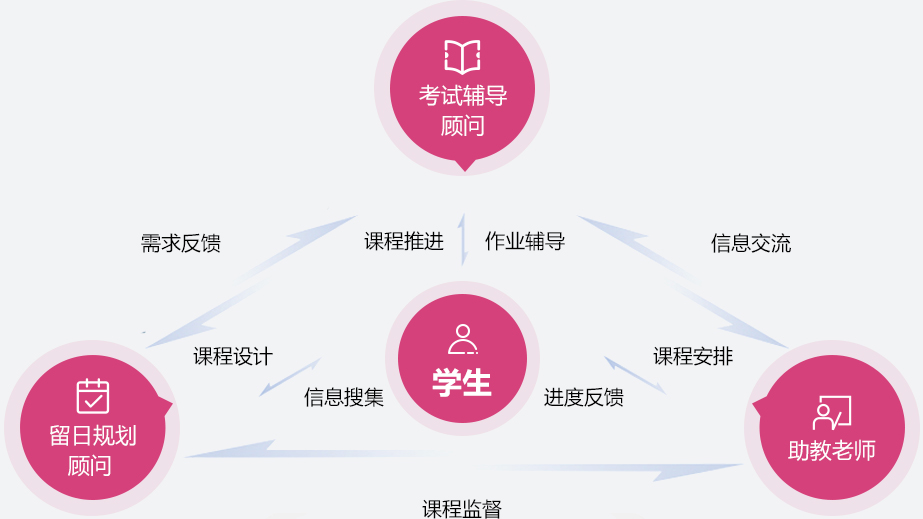 考试辅导
顾问
需求反馈
课程推进
作业辅导
信息交流
课程设计
信息搜集
学生
进度反馈
课程安排
留日规划
顾问
助教老师
课程监督